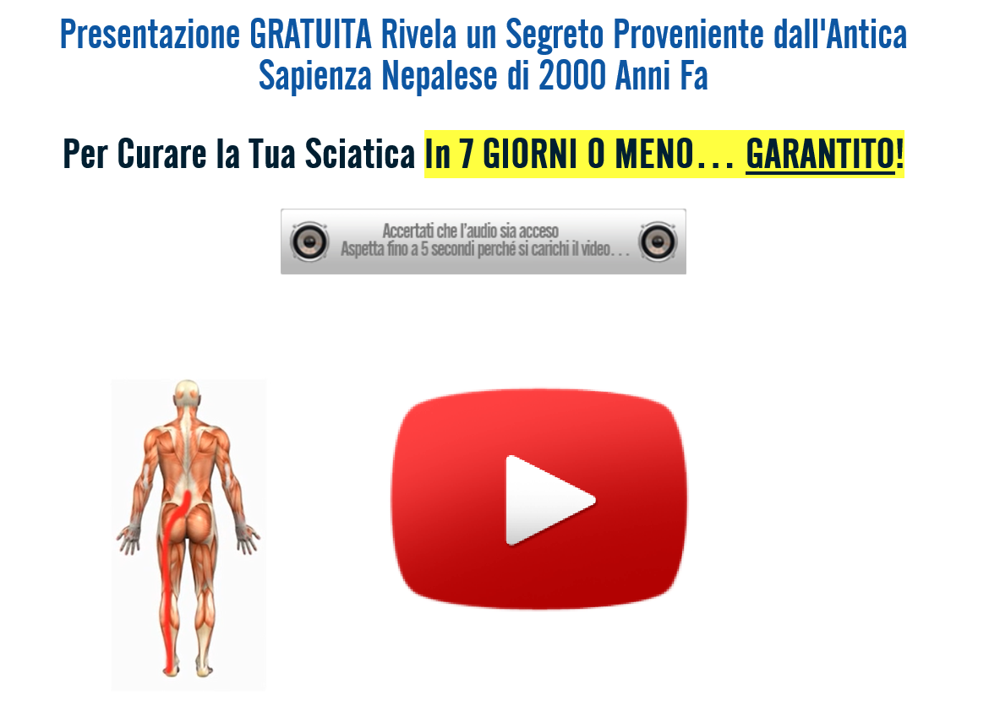 Presentazione GRATUITA Rivela un Segreto Proveniente dall'Antica
Sapienza Nepalese di 2000 Anni Fa
Per Curare la Tua Sciatica In 7 GIORNI O MENO… GARANTITO!
Accertati che l'audio sia acceso
Aspetta fino a 5 secondi perché si carichi il video…